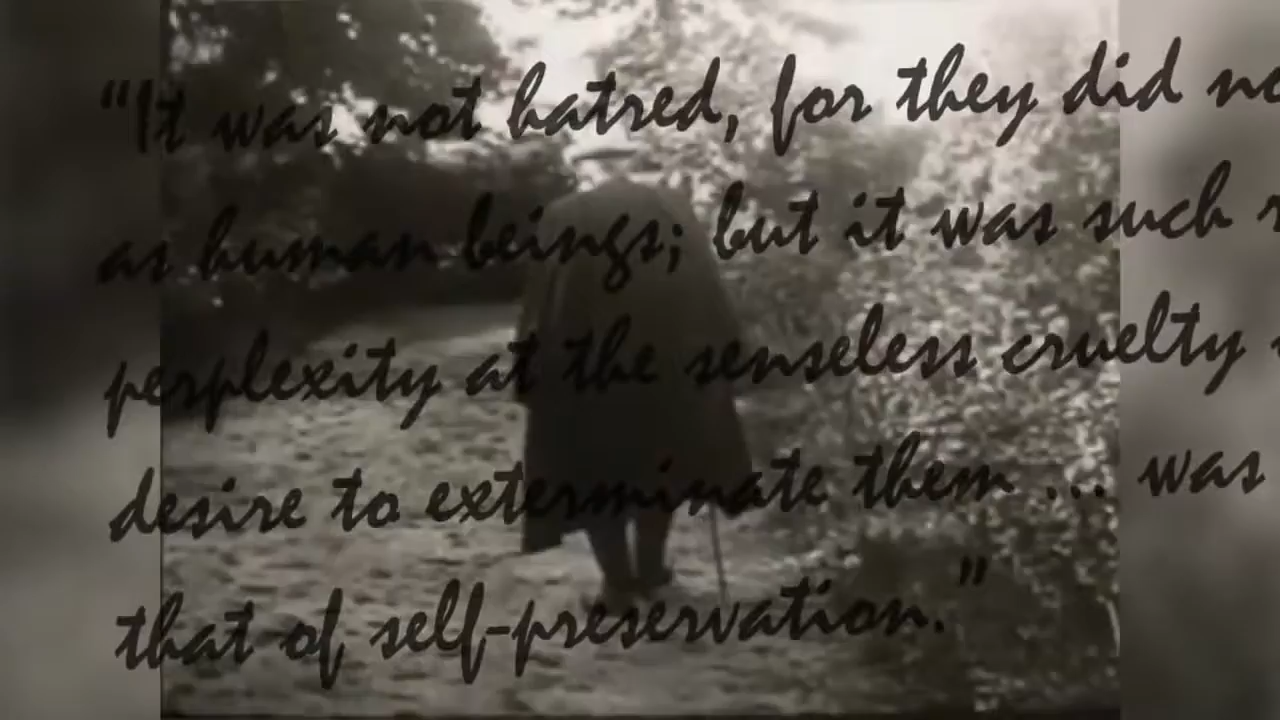 “It was not hatred, for they did no
as human beings; but it was such
perplexity at the senseless cruelty
desire to exterminate them ... was
that of self-preservation.”